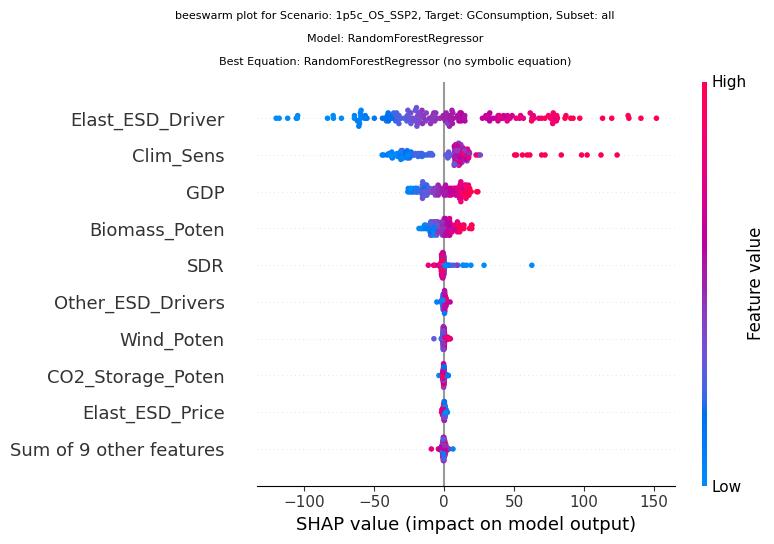 beeswarm plot for Scenario: 1p5c_OS_SSP2, Target: GConsumption, Subset: all
Model: RandomForestRegressor
Best Equation: RandomForestRegressor (no symbolic equation)
High
Elast_ESD_Driver
Clim_Sens
GDP
Biomass_Poten
SDR
Other_ESD_Drivers
Wind_Poten
CO2_Storage_Poten
Elast_ESD_Price
Sum of 9 other features
Feature value
Low
−100 −50 0 50 100 150
SHAP value (impact on model output)